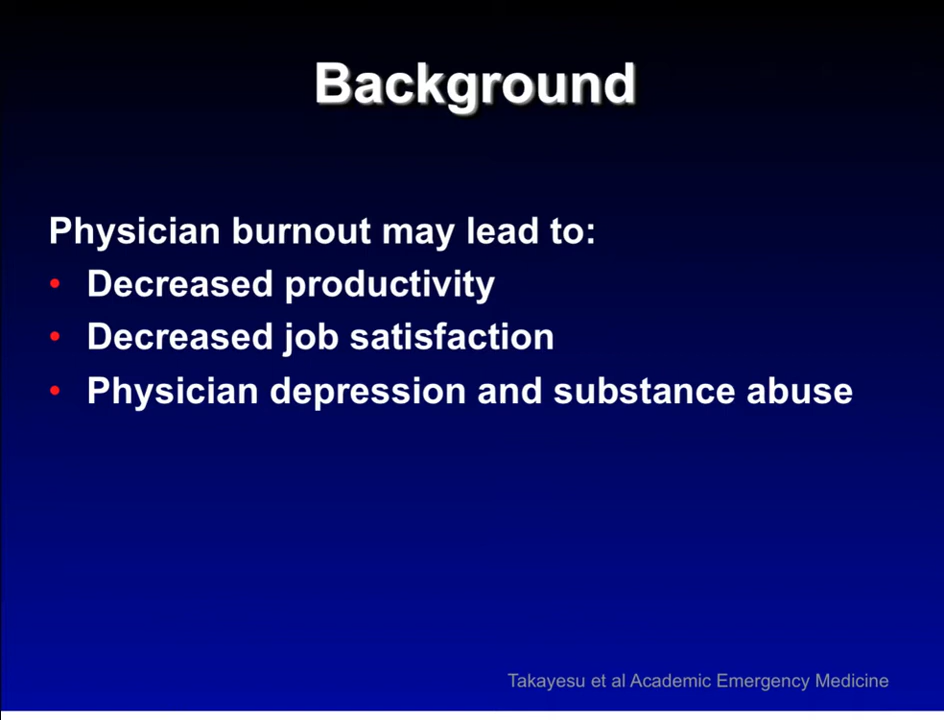 Background
Physician burnout may lead to:
• Decreased productivity
• Decreased job satisfaction
• Physician depression and substance abuse
Takayesu et al Academic Emergency Medicine